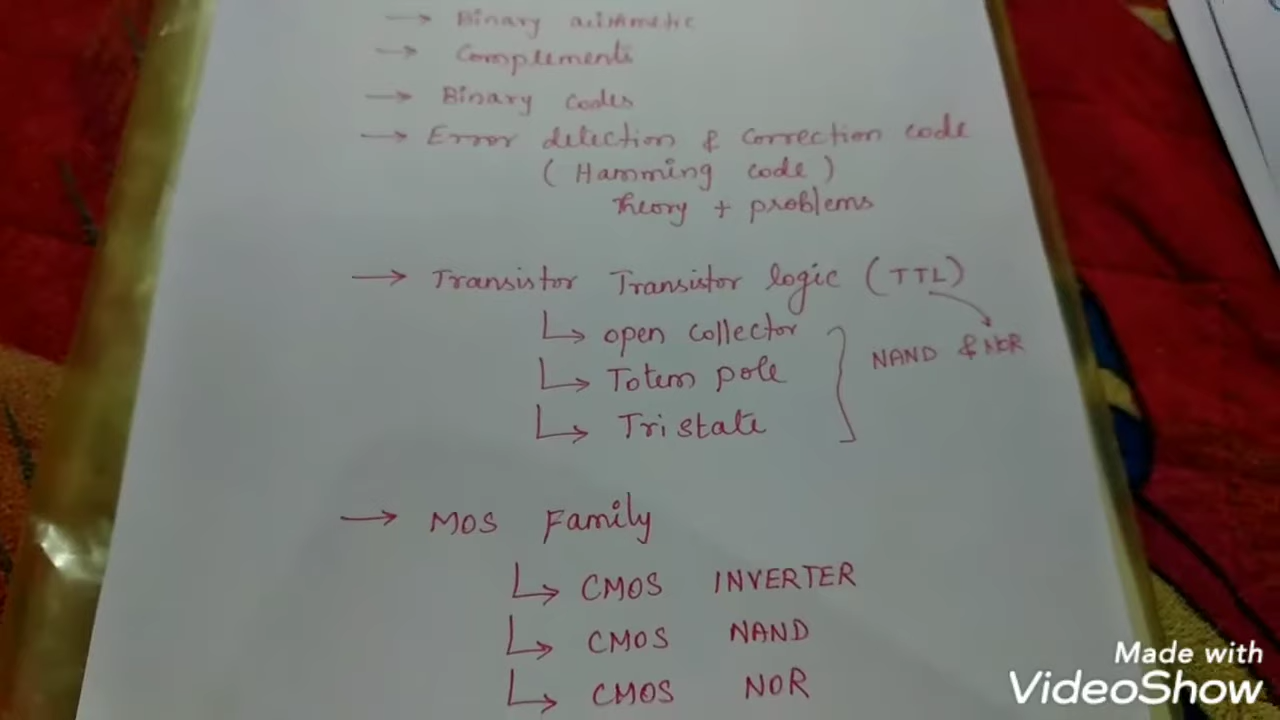 → Binary arithmetic
→ Complements
→ Binary codes
→ Error detection & correction code
( Hamming code )
Theory + problems
→ Transistor Transistor logic (TTL)
↳ open collector
↳ Totem pole
↳ Tristate
NAND & NOR
→ MOS Family
↳ CMOS INVERTER
↳ CMOS NAND
↳ CMOS NOR
Made with
VideoShow